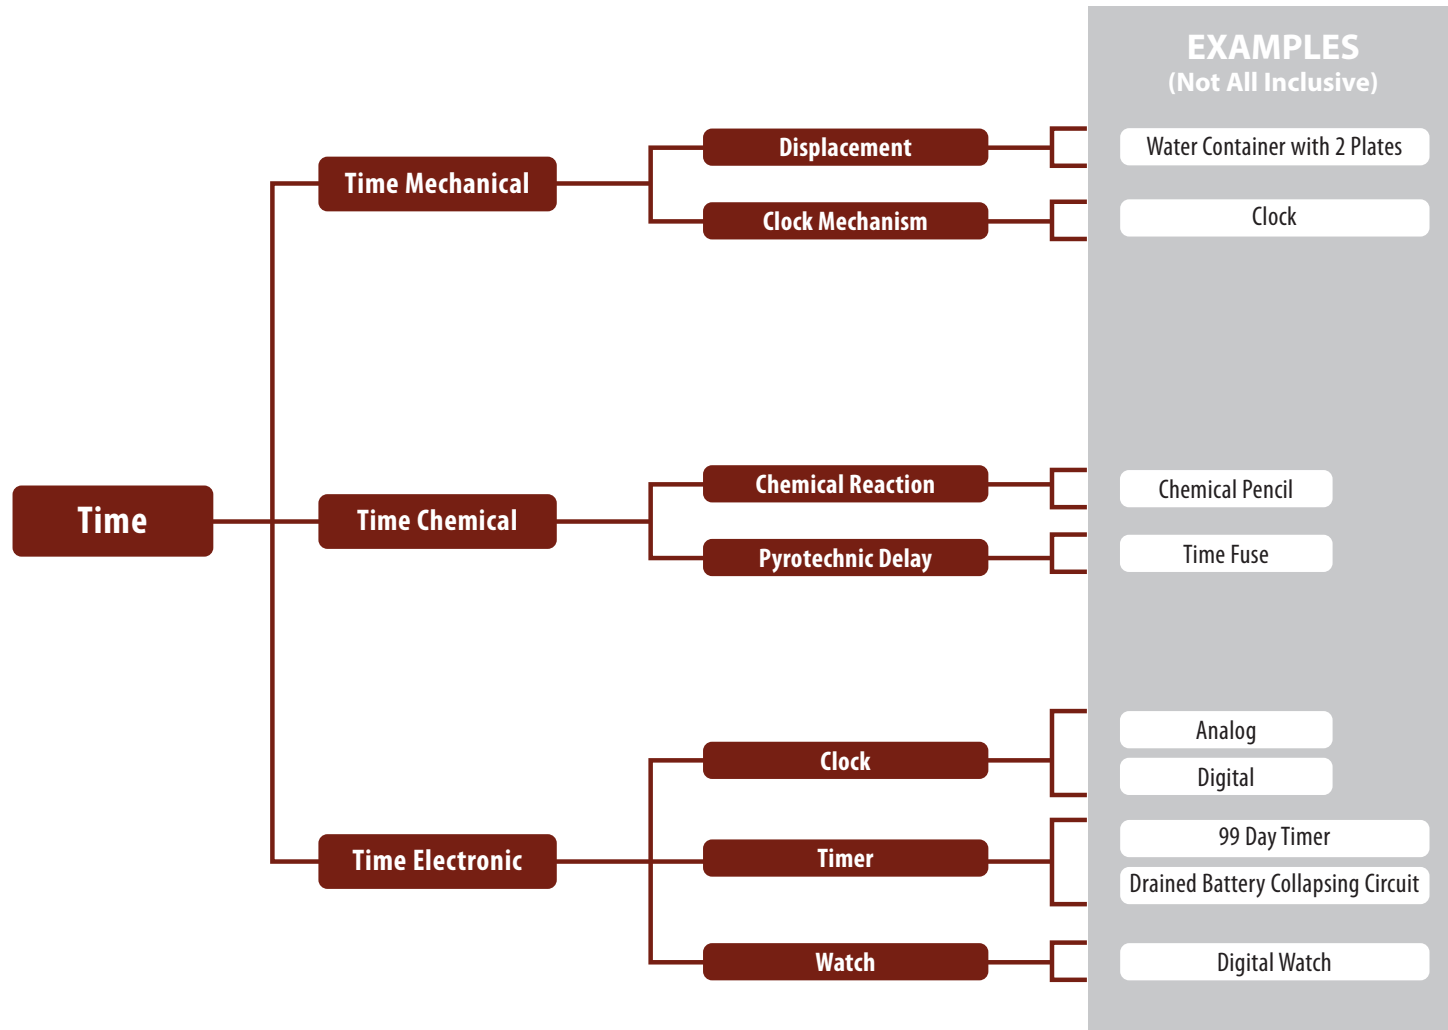 EXAMPLES
(Not All Inclusive)
Time
Time Mechanical
Displacement
Water Container with 2 Plates
Clock Mechanism
Clock
Time Chemical
Chemical Reaction
Chemical Pencil
Pyrotechnic Delay
Time Fuse
Time Electronic
Clock
Analog
Digital
Timer
99 Day Timer
Drained Battery Collapsing Circuit
Watch
Digital Watch